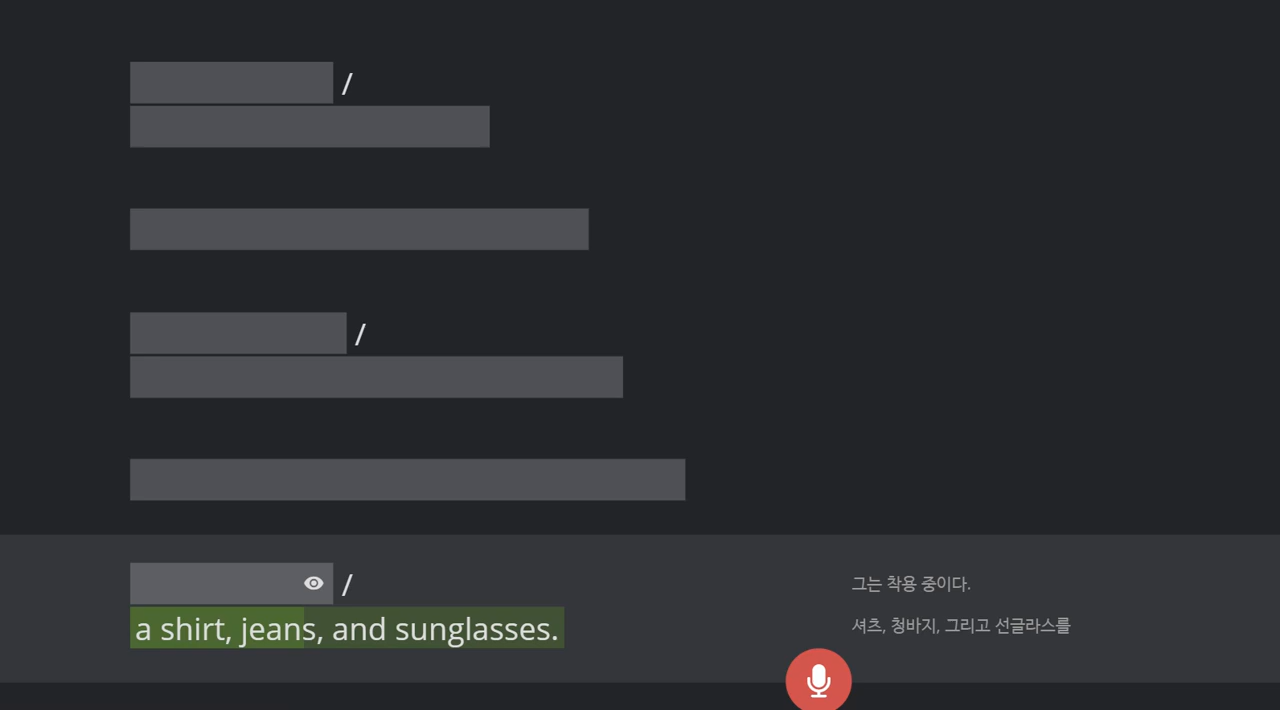 /
/
/
그는 착용 중이다.
a shirt, jeans, and sunglasses.
셔츠, 청바지, 그리고 선글라스를